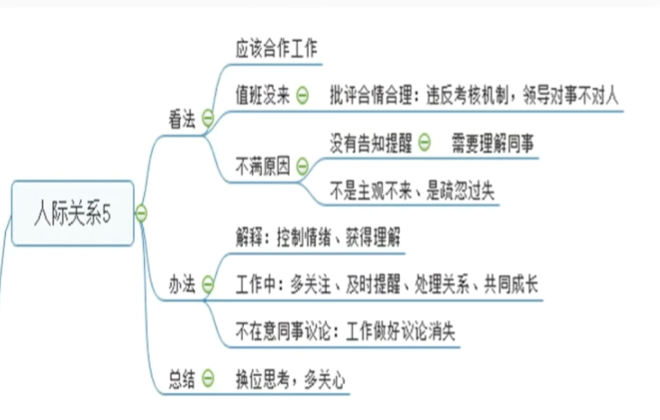 应该合作工作
值班没来
批评合情合理：违反考核机制，领导对事不对人
看法
没有告知提醒
需要理解同事
不满原因
不是主观不来、是疏忽过失
人际关系5
解释：控制情绪、获得理解
办法
工作中：多关注、及时提醒、处理关系、共同成长
不在意同事议论：工作做好议论消失
总结
换位思考，多关心